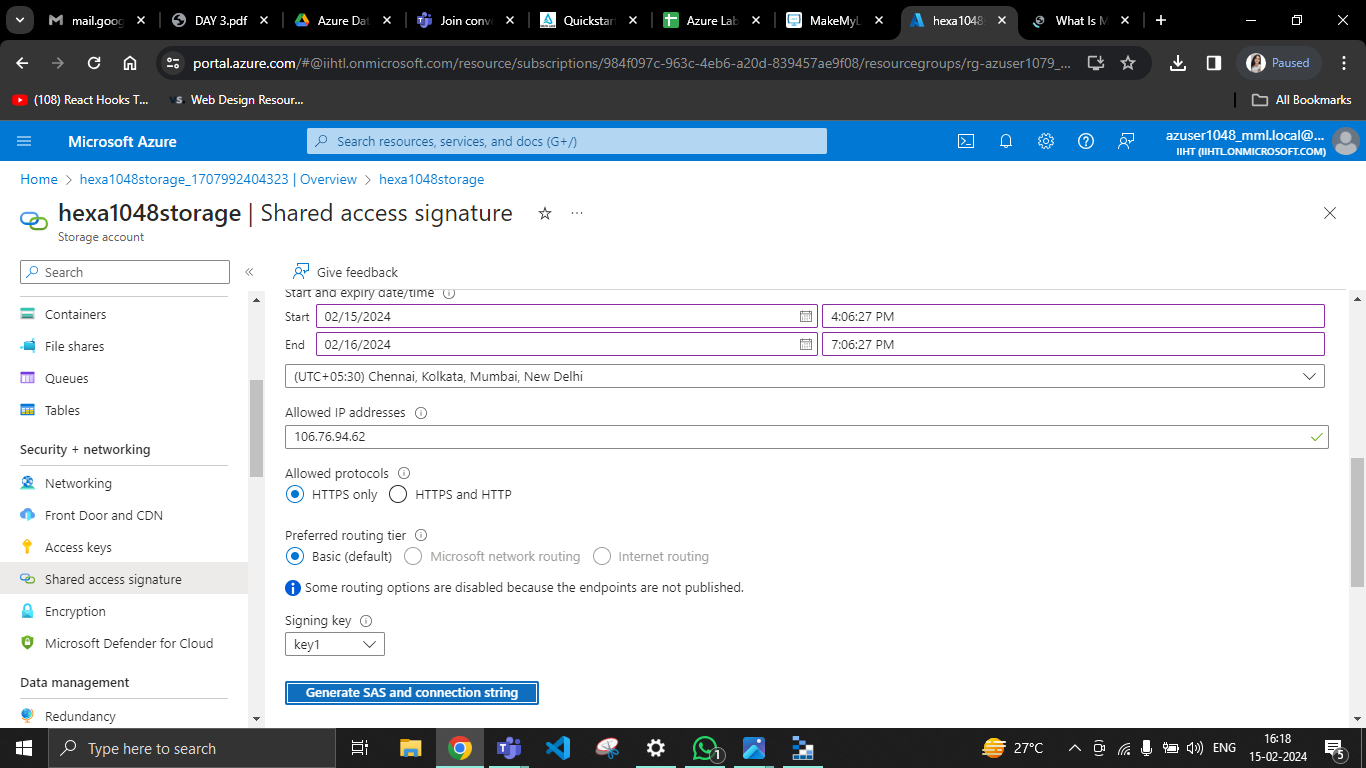 mail.goog
DAY 3.pdf
Azure Dat
Join conv
Quickstar
Azure Lab
MakeMyL
hexa1048
What Is M
portal.azure.com/#@iihtl.onmicrosoft.com/resource/subscriptions/984f097c-963c-4eb6-a20d-839457ae9f08/resourcegroups/rg-azuser1079_...
Paused
(108) React Hooks T...
VS Web Design Resour...
All Bookmarks
Microsoft Azure
Search resources, services, and docs (G+/)
azuser1048_mml.local@...
IIHT (IIHTL.ONMICROSOFT.COM)
Home > hexa1048storage_1707992404323 | Overview > hexa1048storage
hexa1048storage | Shared access signature
Storage account
Search
Give feedback
Containers
File shares
Queues
Tables
Security + networking
Networking
Front Door and CDN
Access keys
Shared access signature
Encryption
Microsoft Defender for Cloud
Data management
Redundancy
Start and expiry date/time
Start 02/15/2024 4:06:27 PM
End 02/16/2024 7:06:27 PM
(UTC+05:30) Chennai, Kolkata, Mumbai, New Delhi
Allowed IP addresses
106.76.94.62
Allowed protocols
HTTPS only HTTPS and HTTP
Preferred routing tier
Basic (default) Microsoft network routing Internet routing
Some routing options are disabled because the endpoints are not published.
Signing key
key1
Generate SAS and connection string
Type here to search
1
27°C
ENG
16:18
15-02-2024
5